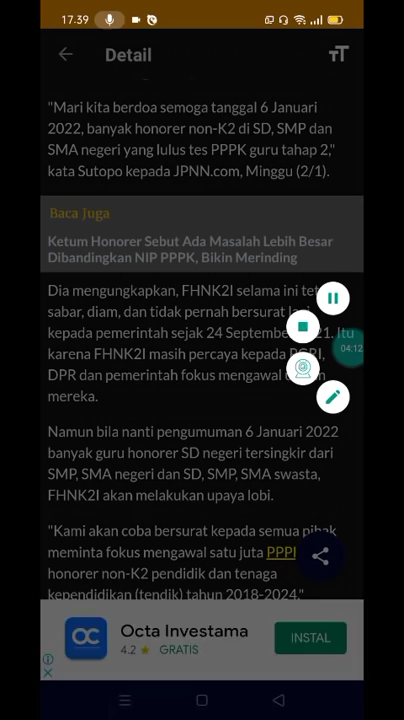 17.39
Detail
TT
"Mari kita berdoa semoga tanggal 6 Januari
2022, banyak honorer non-K2 di SD, SMP dan
SMA negeri yang lulus tes PPPK guru tahap 2,"
kata Sutopo kepada JPNN.com, Minggu (2/1).
Baca Juga
Ketum Honorer Sebut Ada Masalah Lebih Besar
Dibandingkan NIP PPPK, Bikin Merinding
Dia mengungkapkan, FHNK2I selama ini
sabar, diam, dan tidak pernah bersurat
kepada pemerintah sejak 24 September Itu
04:12
karena FHNK2I masih percaya kepada
DPR dan pemerintah fokus mengawal
mereka.
Namun bila nanti pengumuman 6 Januari 2022
banyak guru honorer SD negeri tersingkir dari
SMP, SMA negeri dan SD, SMP, SMA swasta,
FHNK2I akan melakukan upaya lobi.
"Kami akan coba bersurat kepada semua pihak
meminta fokus mengawal satu juta
honorer non-K2 pendidik dan tenaga
kependidikan (tendik) tahun 2018-2024."
Octa Investama
4.2 ★ GRATIS
INSTAL